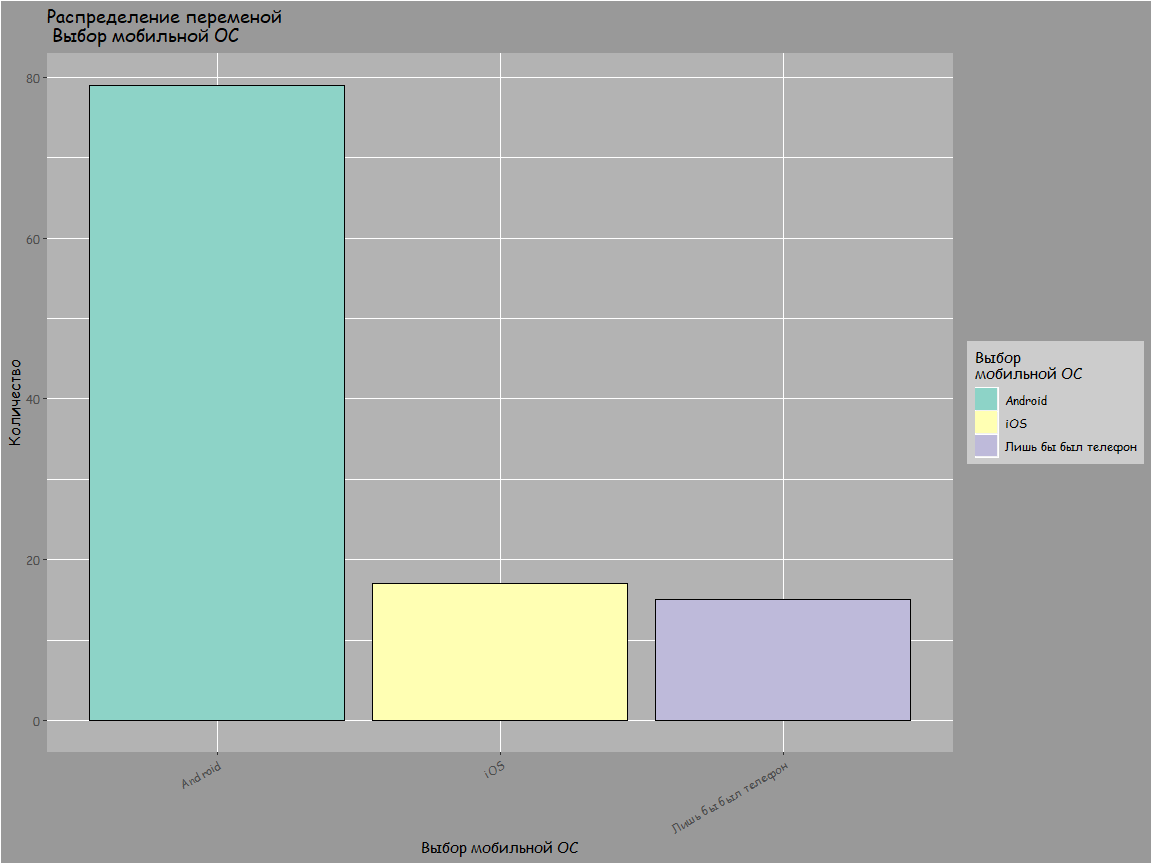 Распределение переменой
Выбор мобильной ОС
80
60
40
20
0
Количество
Android
iOS
Лишь бы был телефон
Выбор мобильной ОС
Выбор
мобильной ОС
Android
iOS
Лишь бы был телефон